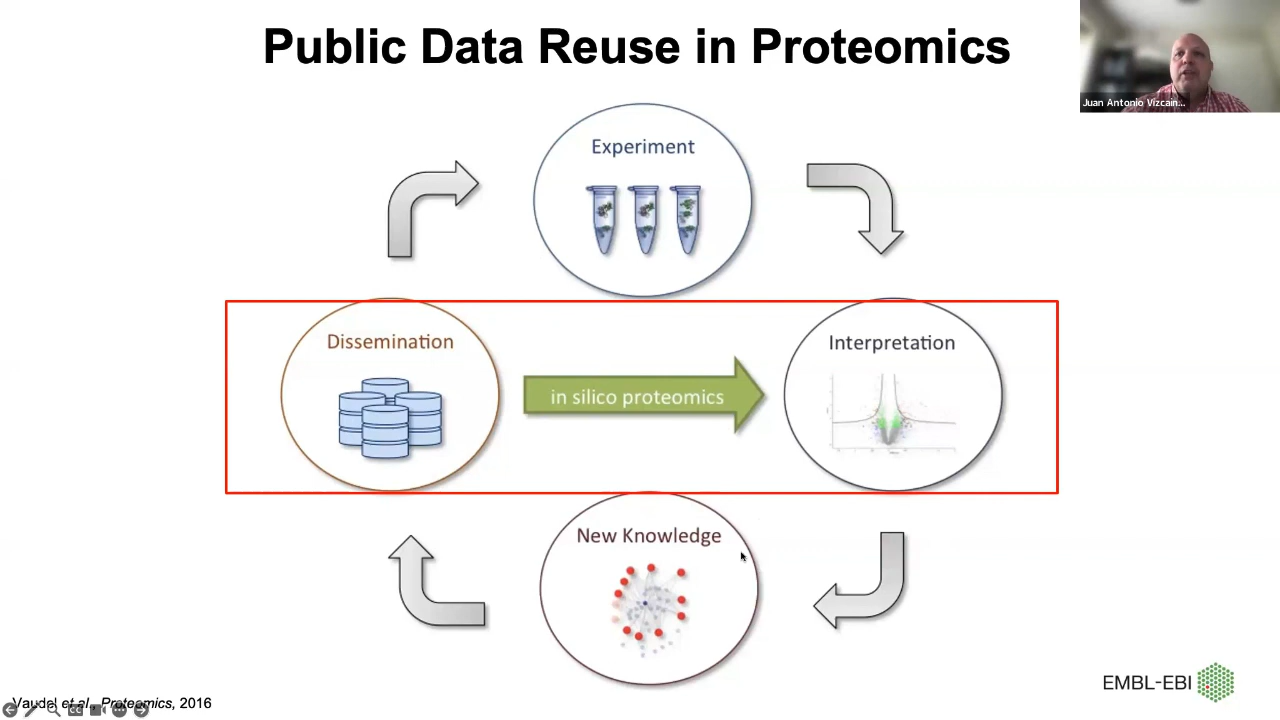 Public Data Reuse in Proteomics
Juan Antonio Vizcaín...
Experiment
Dissemination
in silico proteomics
Interpretation
New Knowledge
EMBL-EBI
Vaudel et al., Proteomics, 2016